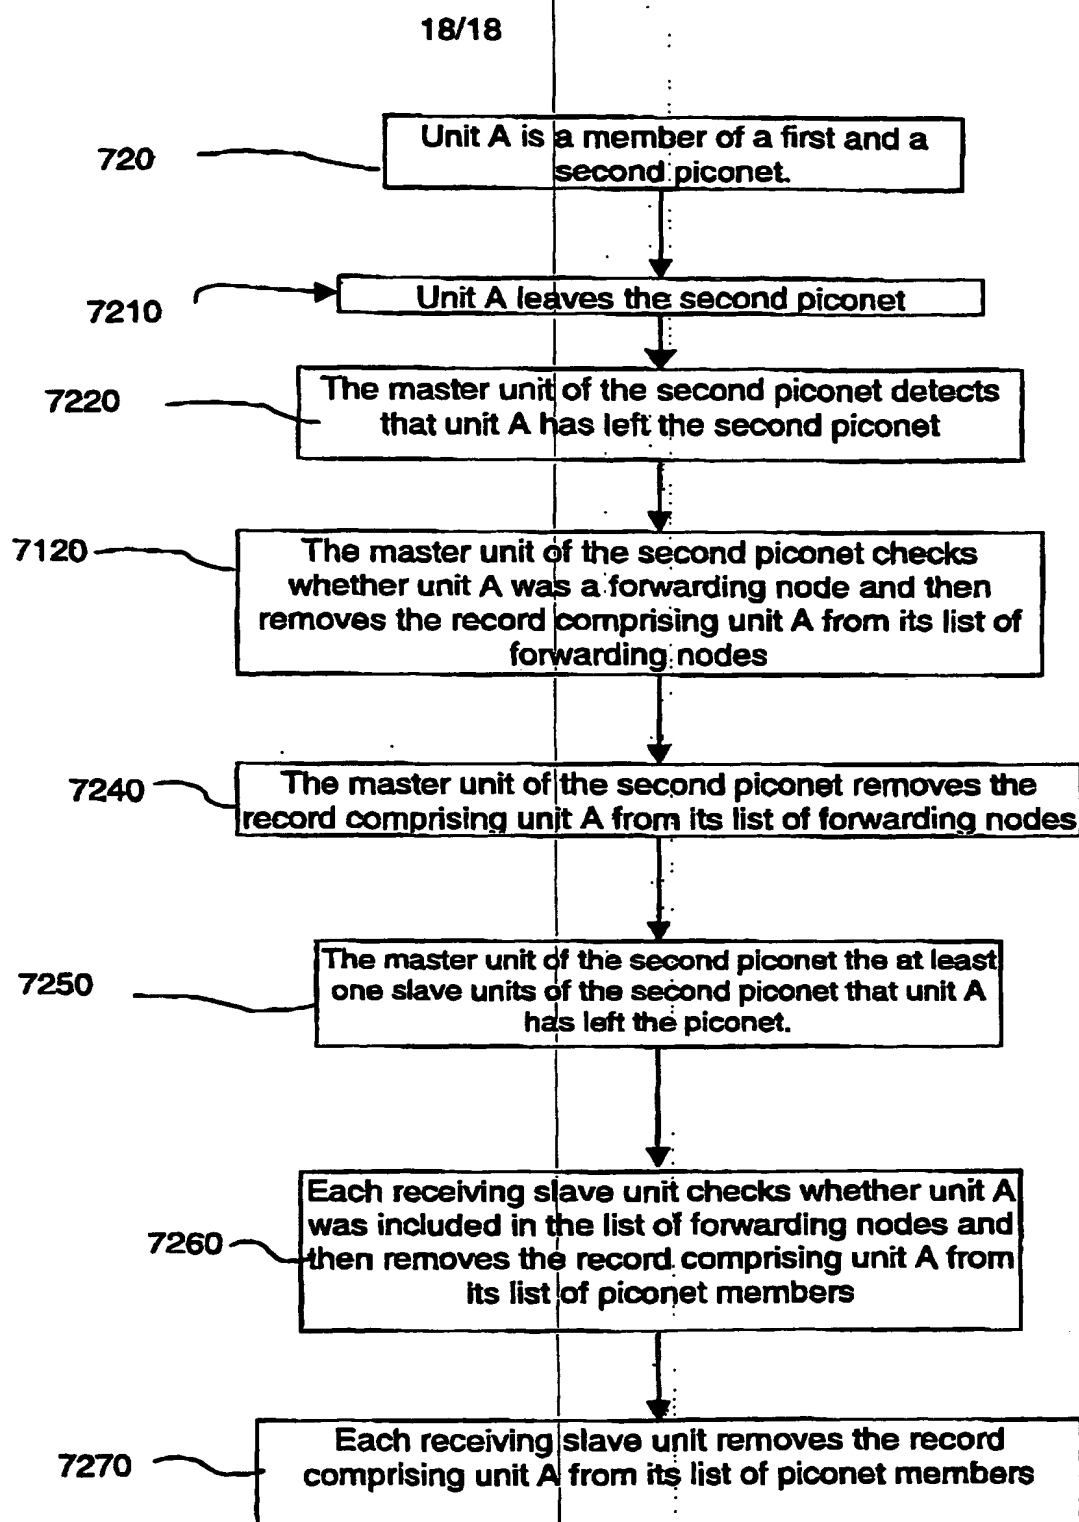 18/18
720
Unit A is a member of a first and a
second piconet.
7210
Unit A leaves the second piconet
7220
The master unit of the second piconet detects
that unit A has left the second piconet
7120
The master unit of the second piconet checks
whether unit A was a forwarding node and then
removes the record comprising unit A from its list of
forwarding nodes
7240
The master unit of the second piconet removes the
record comprising unit A from its list of forwarding nodes
7250
The master unit of the second piconet the at least
one slave units of the second piconet that unit A
has left the piconet.
7260
Each receiving slave unit checks whether unit A
was included in the list of forwarding nodes and
then removes the record comprising unit A from
its list of piconet members
7270
Each receiving slave unit removes the record
comprising unit A from its list of piconet members